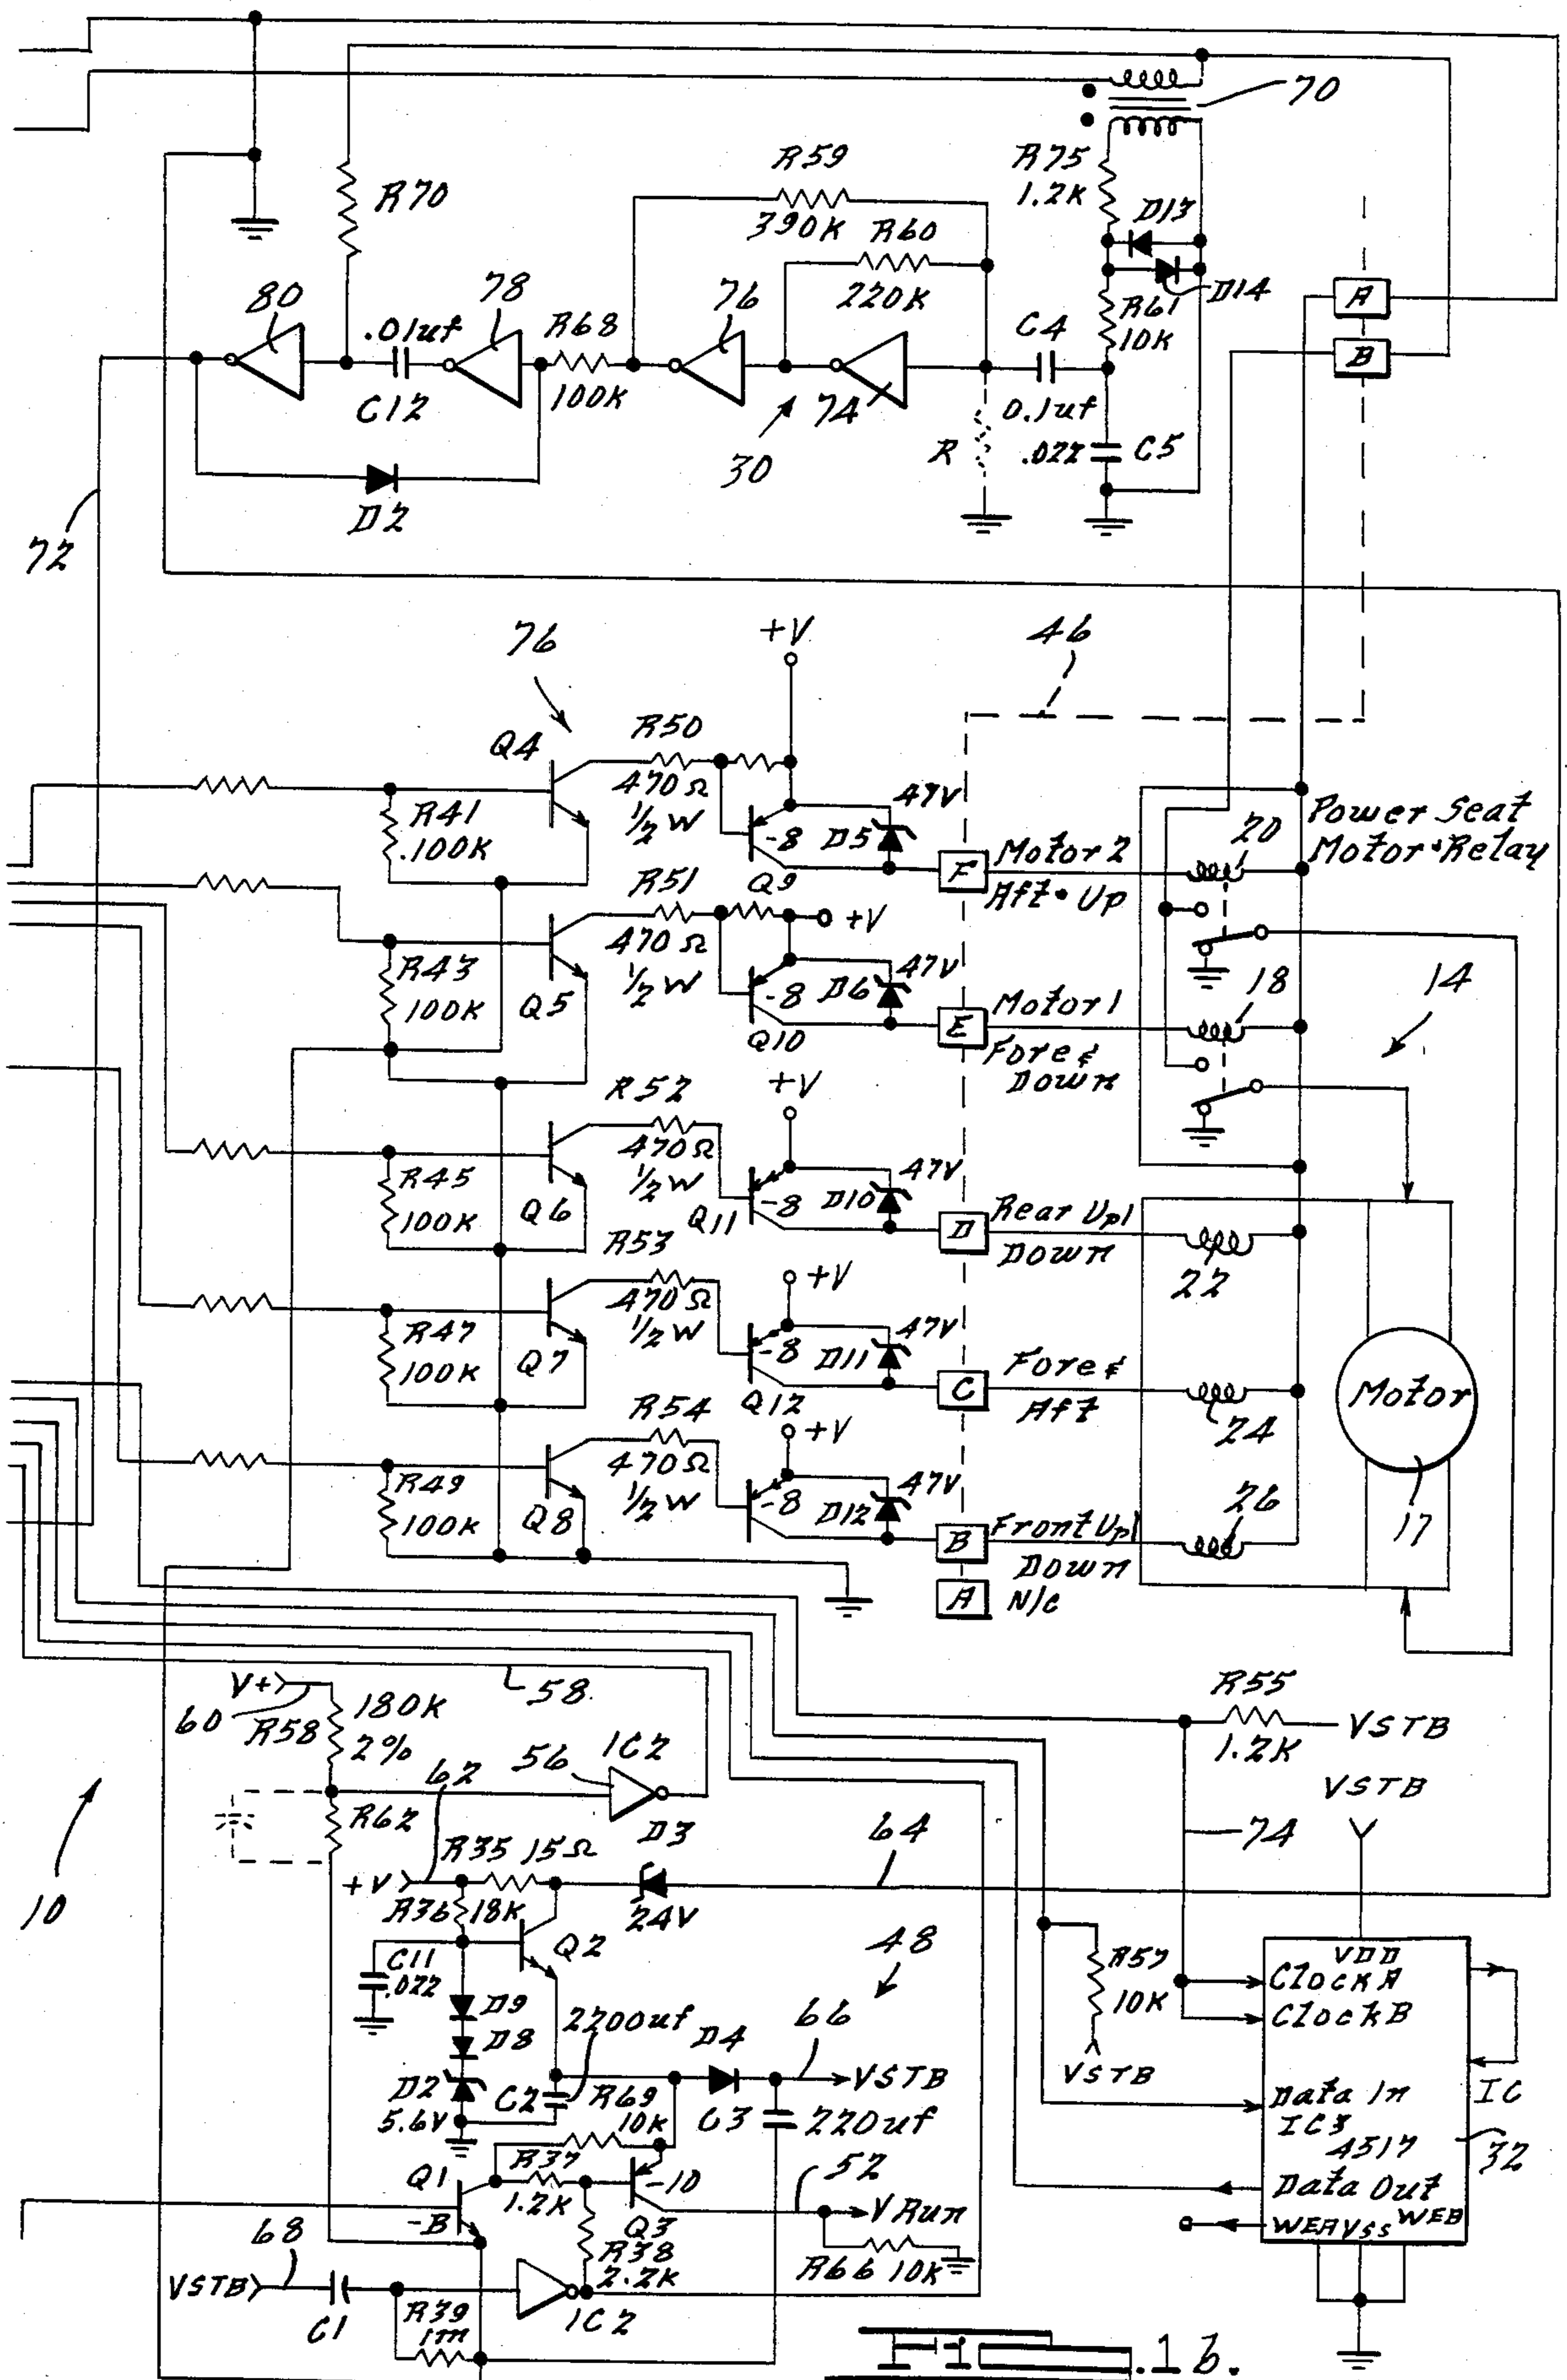 70
R59
R75
1.2K
R70
390K
R60
D13
220K
D14
80
78
76
R61
10K
.01uf
R68
C4
A
B
C12
100K
74
0.1uf
30
R
.022
C5
D2
72
+V
46
76
R50
Q4
470Ω
1/2 W
47V
R41
.100K
-8
D5
Motor 2
20
Power Seat
Motor & Relay
F
Q9
Aft & Up
R51
+V
R43
470Ω
1/2 W
47V
100K
Q5
-8
D6
Motor 1
18
14
Q10
E
Fore &
Down
R52
+V
470Ω
1/2 W
47V
R45
100K
Q6
Q11
-8
D10
Rear Up/
D
Down
R53
+V
22
470Ω
1/2 W
47V
R47
100K
Q7
-8
D11
Fore &
Motor
C
Q12
Aft
24
R54
+V
470Ω
1/2 W
47V
R49
100K
Q8
-8
D12
Front Up/
26
17
B
Down
A
N/C
V+
58
60
R58
180K
2%
R55
VSTB
1.2K
IC2
56
62
VSTB
R62
D3
R35
15Ω
64
74
10
+V
R36
18K
24V
Q2
48
C11
.022
R57
10K
VDD
Clock A
Clock B
D9
D8
2200uf
D4
66
VSTB
VSTB
D2
5.6V
C2
R69
10K
C3
220uf
Data In
IC3
4517
IC
32
Q1
R37
1.2K
-10
52
Data Out
-B
Q3
V Run
WEA VSS WEB
68
R38
2.2K
R66
10K
VSTB
C1
R39
1m
IC2
Fig.1b.